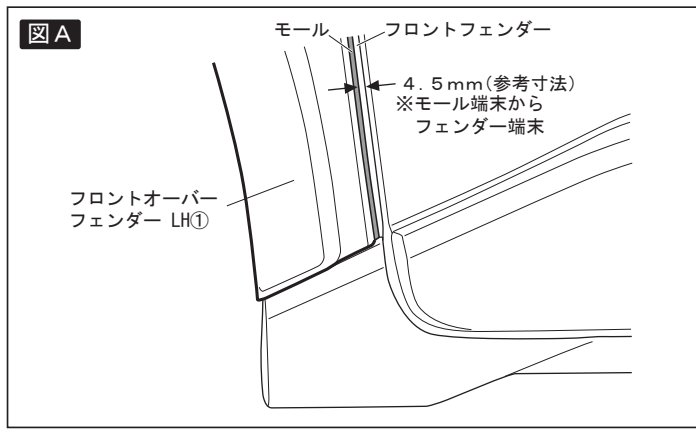 図A
モール
フロントフェンダー
4.5mm(参考寸法)
※モール端末から
フェンダー端末
フロントオーバー
フェンダー LH①